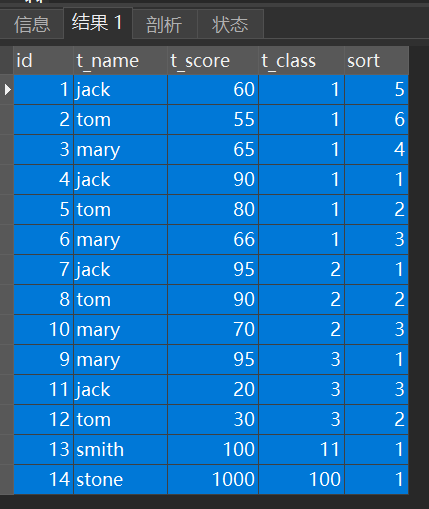 信息 结果 1 剖析 状态
id t_name t_score t_class sort
1 jack 60 1 5
2 tom 55 1 6
3 mary 65 1 4
4 jack 90 1 1
5 tom 80 1 2
6 mary 66 1 3
7 jack 95 2 1
8 tom 90 2 2
10 mary 70 2 3
9 mary 95 3 1
11 jack 20 3 3
12 tom 30 3 2
13 smith 100 11 1
14 stone 1000 100 1